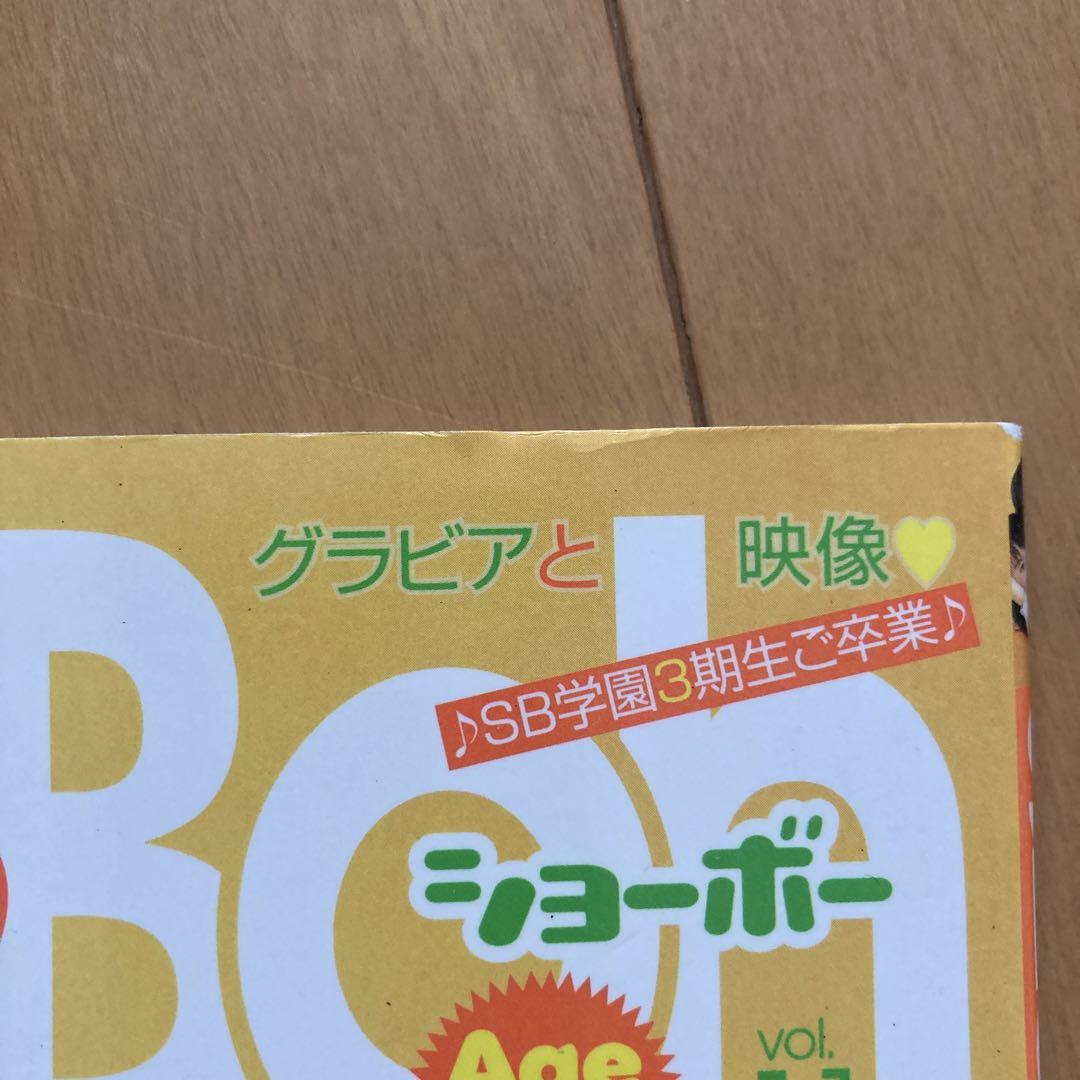 グラビアと 映像♥
♪SB学園3期生ご卒業♪
Boh
ショーボー
Age
vol.